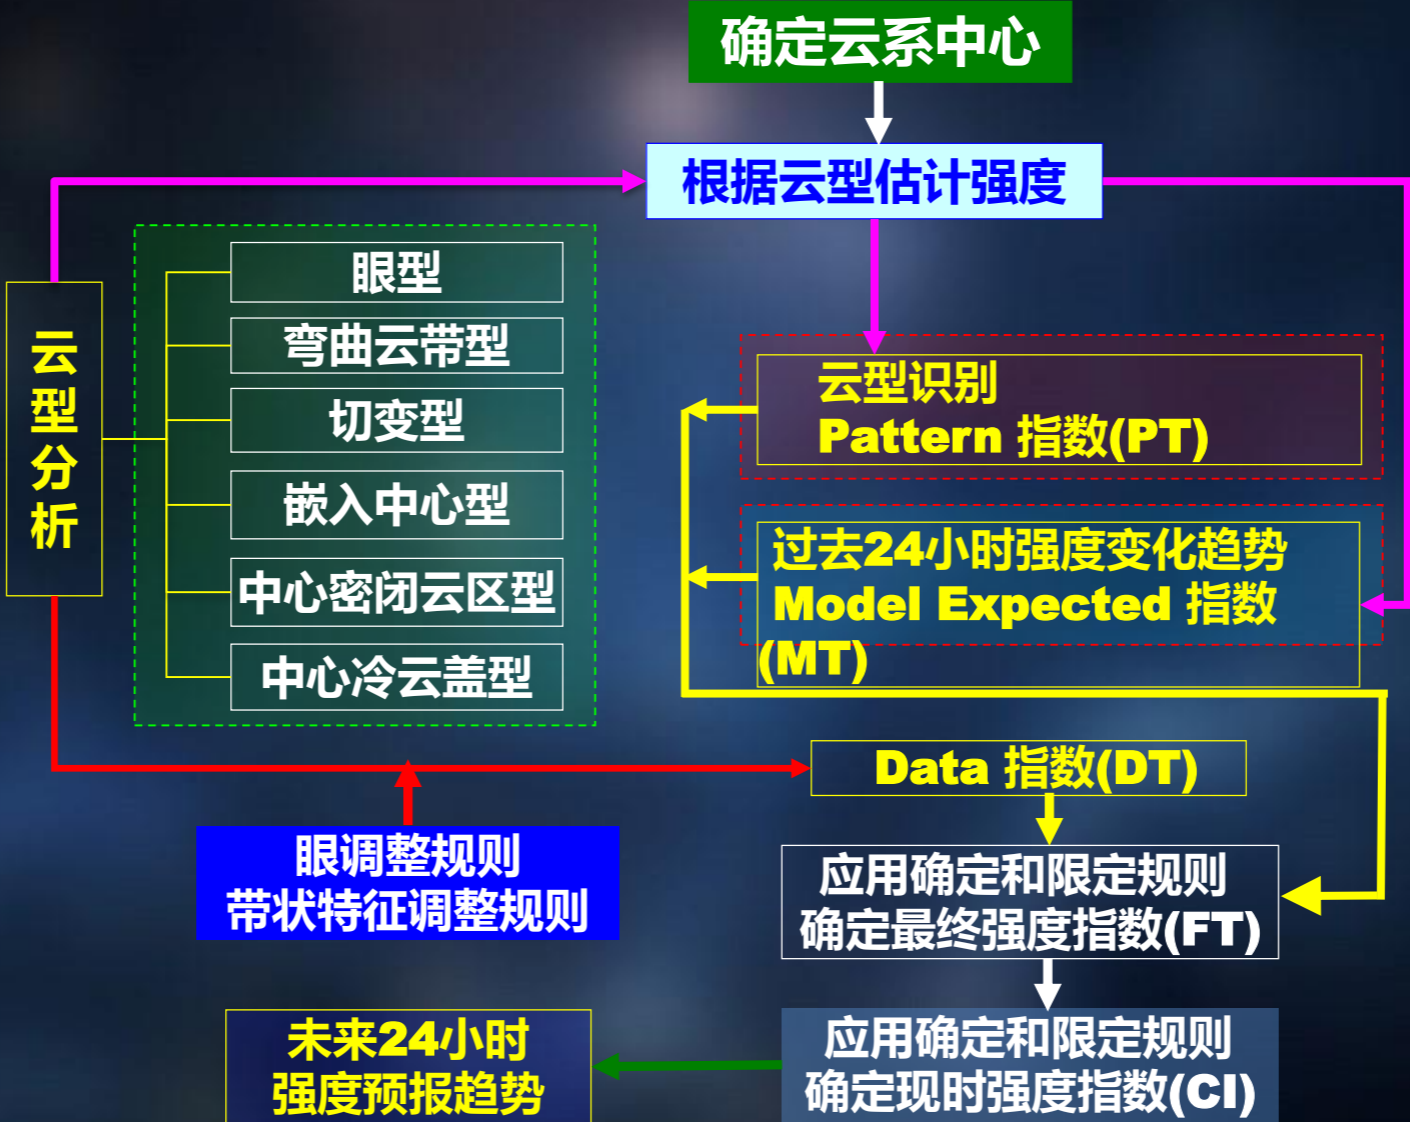 确定云系中心
根据云型估计强度
云型分析
眼型
弯曲云带型
切变型
嵌入中心型
中心密闭云区型
中心冷云盖型
云型识别
Pattern 指数(PT)
过去24小时强度变化趋势
Model Expected 指数
(MT)
Data 指数(DT)
眼调整规则
带状特征调整规则
应用确定和限定规则
确定最终强度指数(FT)
应用确定和限定规则
确定现时强度指数(CI)
未来24小时
强度预报趋势